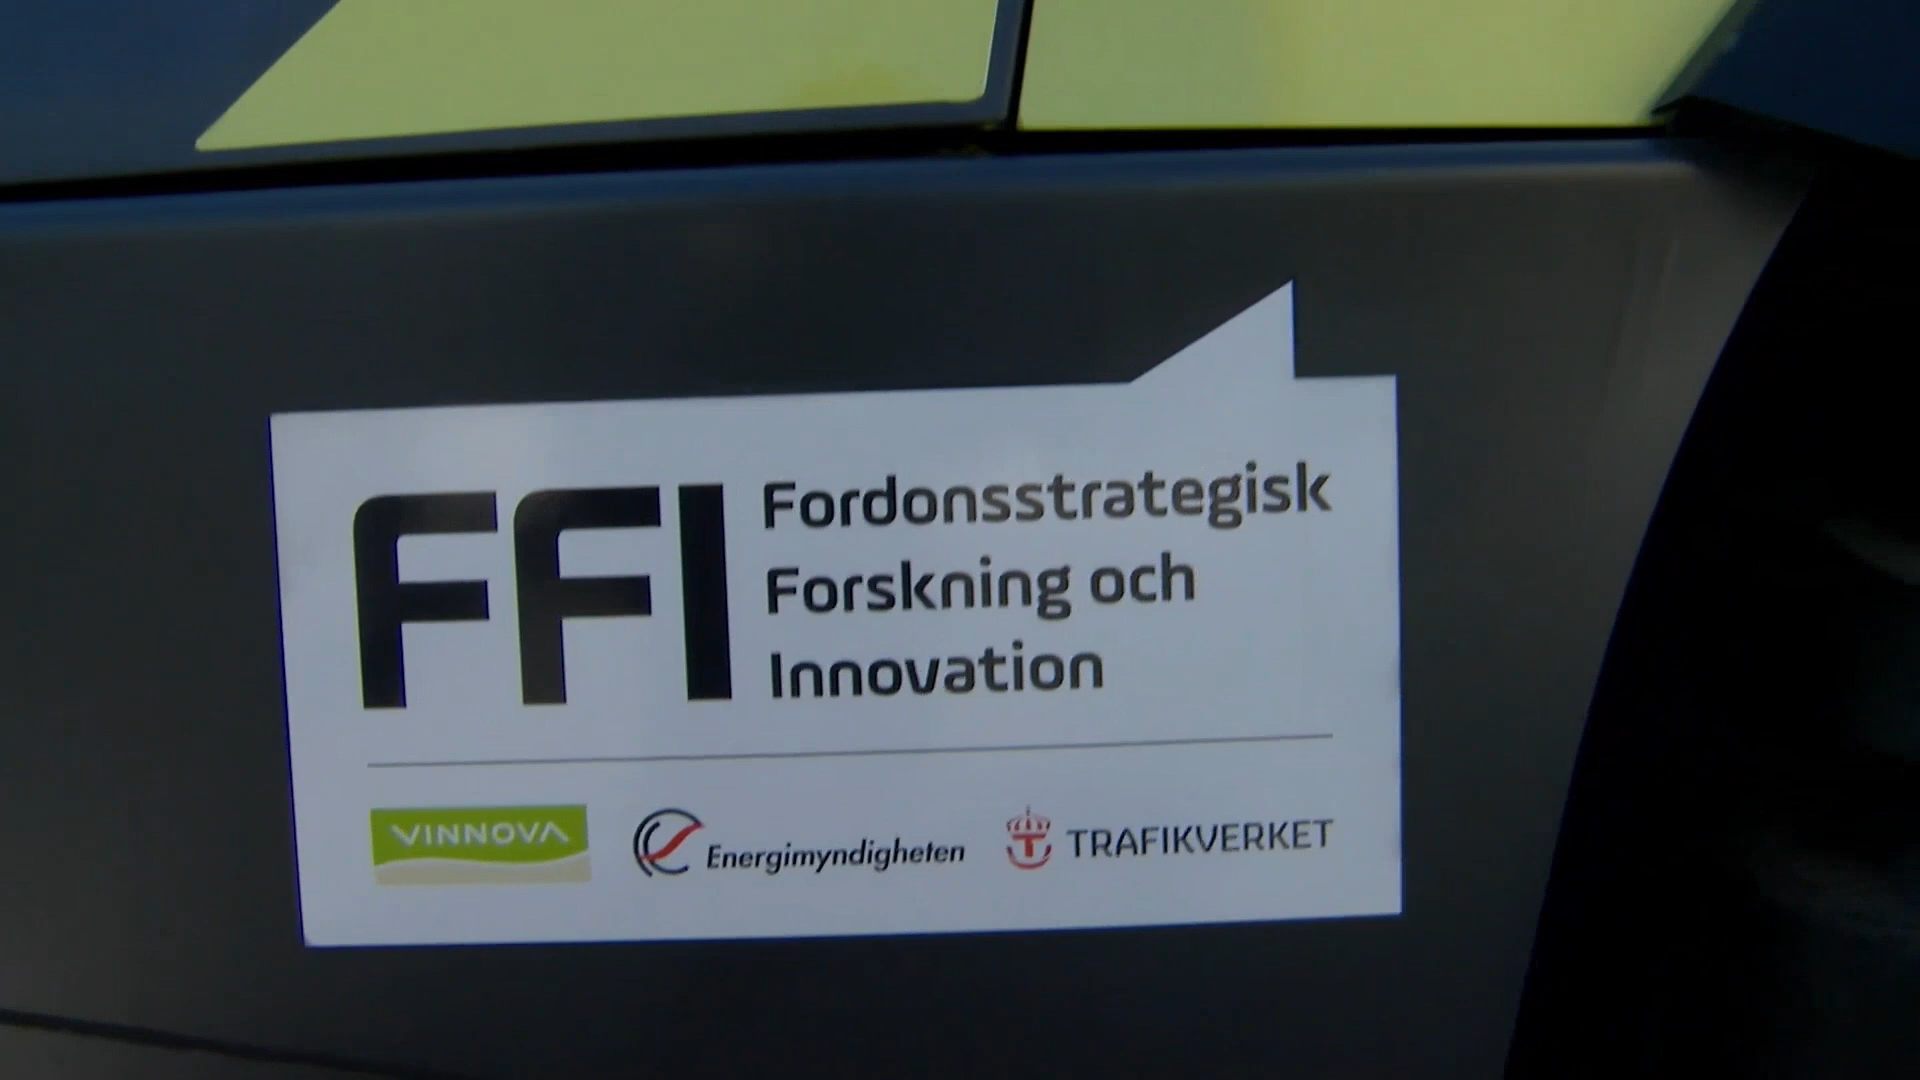 FFI
Fordonsstrategisk
Forskning och
Innovation
VINNOVA
Energimyndigheten
TRAFIKVERKET